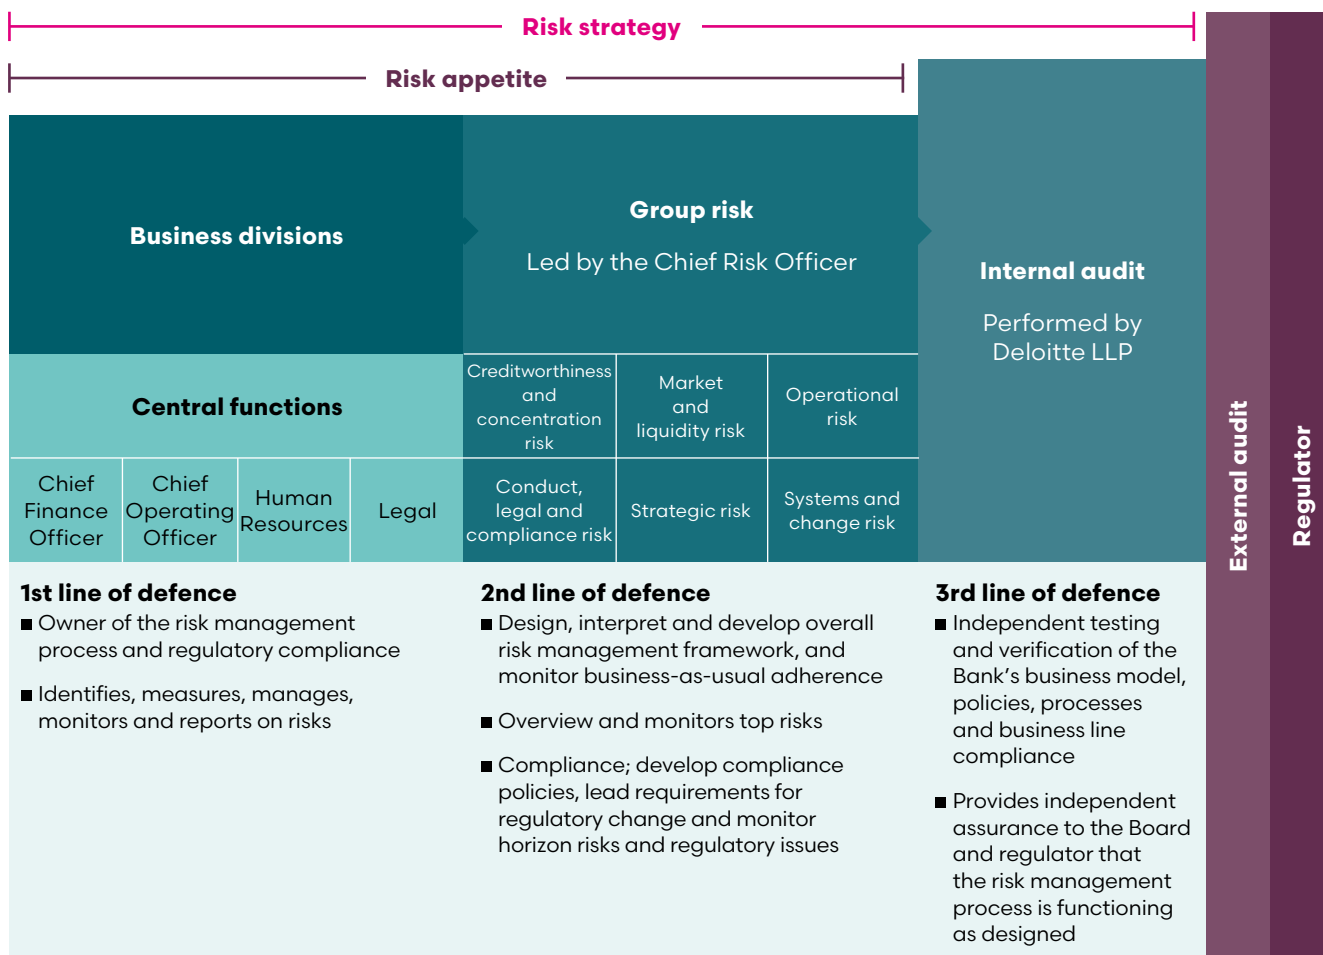 Risk strategy
Risk appetite
Business divisions
Group risk
Led by the Chief Risk Officer
Internal audit
Performed by
Deloitte LLP
Central functions
Creditworthiness
and
concentration
risk
Market
and
liquidity risk
Operational
risk
Chief
Finance
Officer
Chief
Operating
Officer
Human
Resources
Legal
Conduct,
legal and
compliance risk
Strategic risk
Systems and
change risk
1st line of defence
■ Owner of the risk management
process and regulatory compliance
■ Identifies, measures, manages,
monitors and reports on risks
2nd line of defence
■ Design, interpret and develop overall
risk management framework, and
monitor business-as-usual adherence
■ Overview and monitors top risks
■ Compliance; develop compliance
policies, lead requirements for
regulatory change and monitor
horizon risks and regulatory issues
3rd line of defence
■ Independent testing
and verification of the
Bank’s business model,
policies, processes
and business line
compliance
■ Provides independent
assurance to the Board
and regulator that
the risk management
process is functioning
as designed
External audit
Regulator